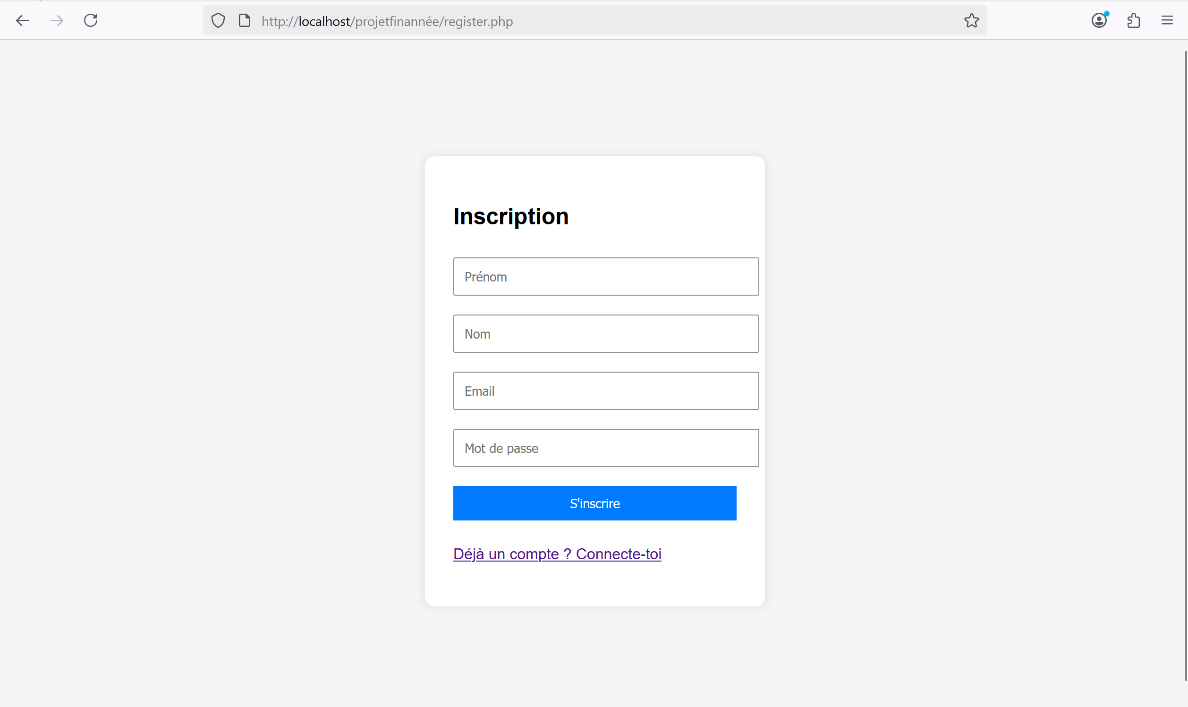 http://localhost/projetfinannée/register.php
Inscription
Prénom
Nom
Email
Mot de passe
S'inscrire
Déjà un compte ? Connecte-toi